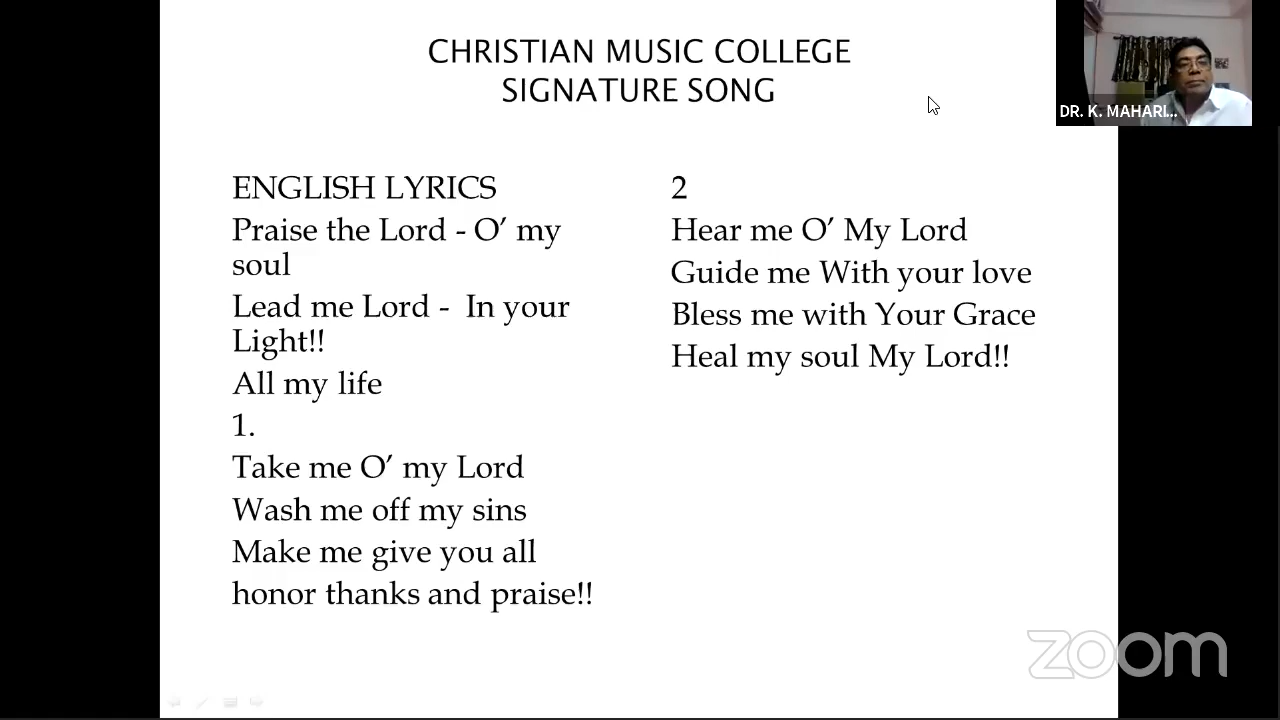 CHRISTIAN MUSIC COLLEGE
SIGNATURE SONG
DR. K. MAHARI...
ENGLISH LYRICS
Praise the Lord - O’ my
soul
Lead me Lord -  In your
Light!!
All my life
1.
Take me O’ my Lord
Wash me off my sins
Make me give you all
honor thanks and praise!!
2
Hear me O’ My Lord
Guide me With your love
Bless me with Your Grace
Heal my soul My Lord!!
zoom